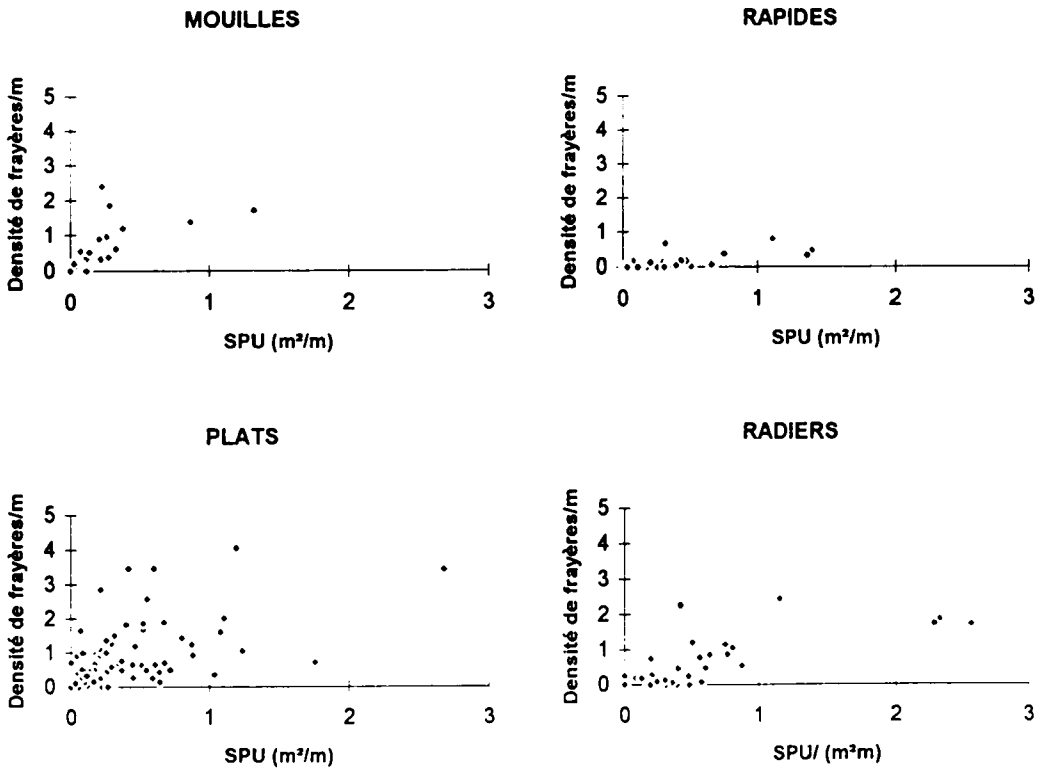 MOUILLES
Densité de frayères/m
5
4
3
2
1
0
0 1 2 3
SPU (m²/m)
RAPIDES
Densité de frayères/m
5
4
3
2
1
0
0 1 2 3
SPU (m²/m)
PLATS
Densité de frayères/m
5
4
3
2
1
0
0 1 2 3
SPU (m²/m)
RADIERS
Densité de frayères/m
5
4
3
2
1
0
0 1 2 3
SPU/ (m²m)